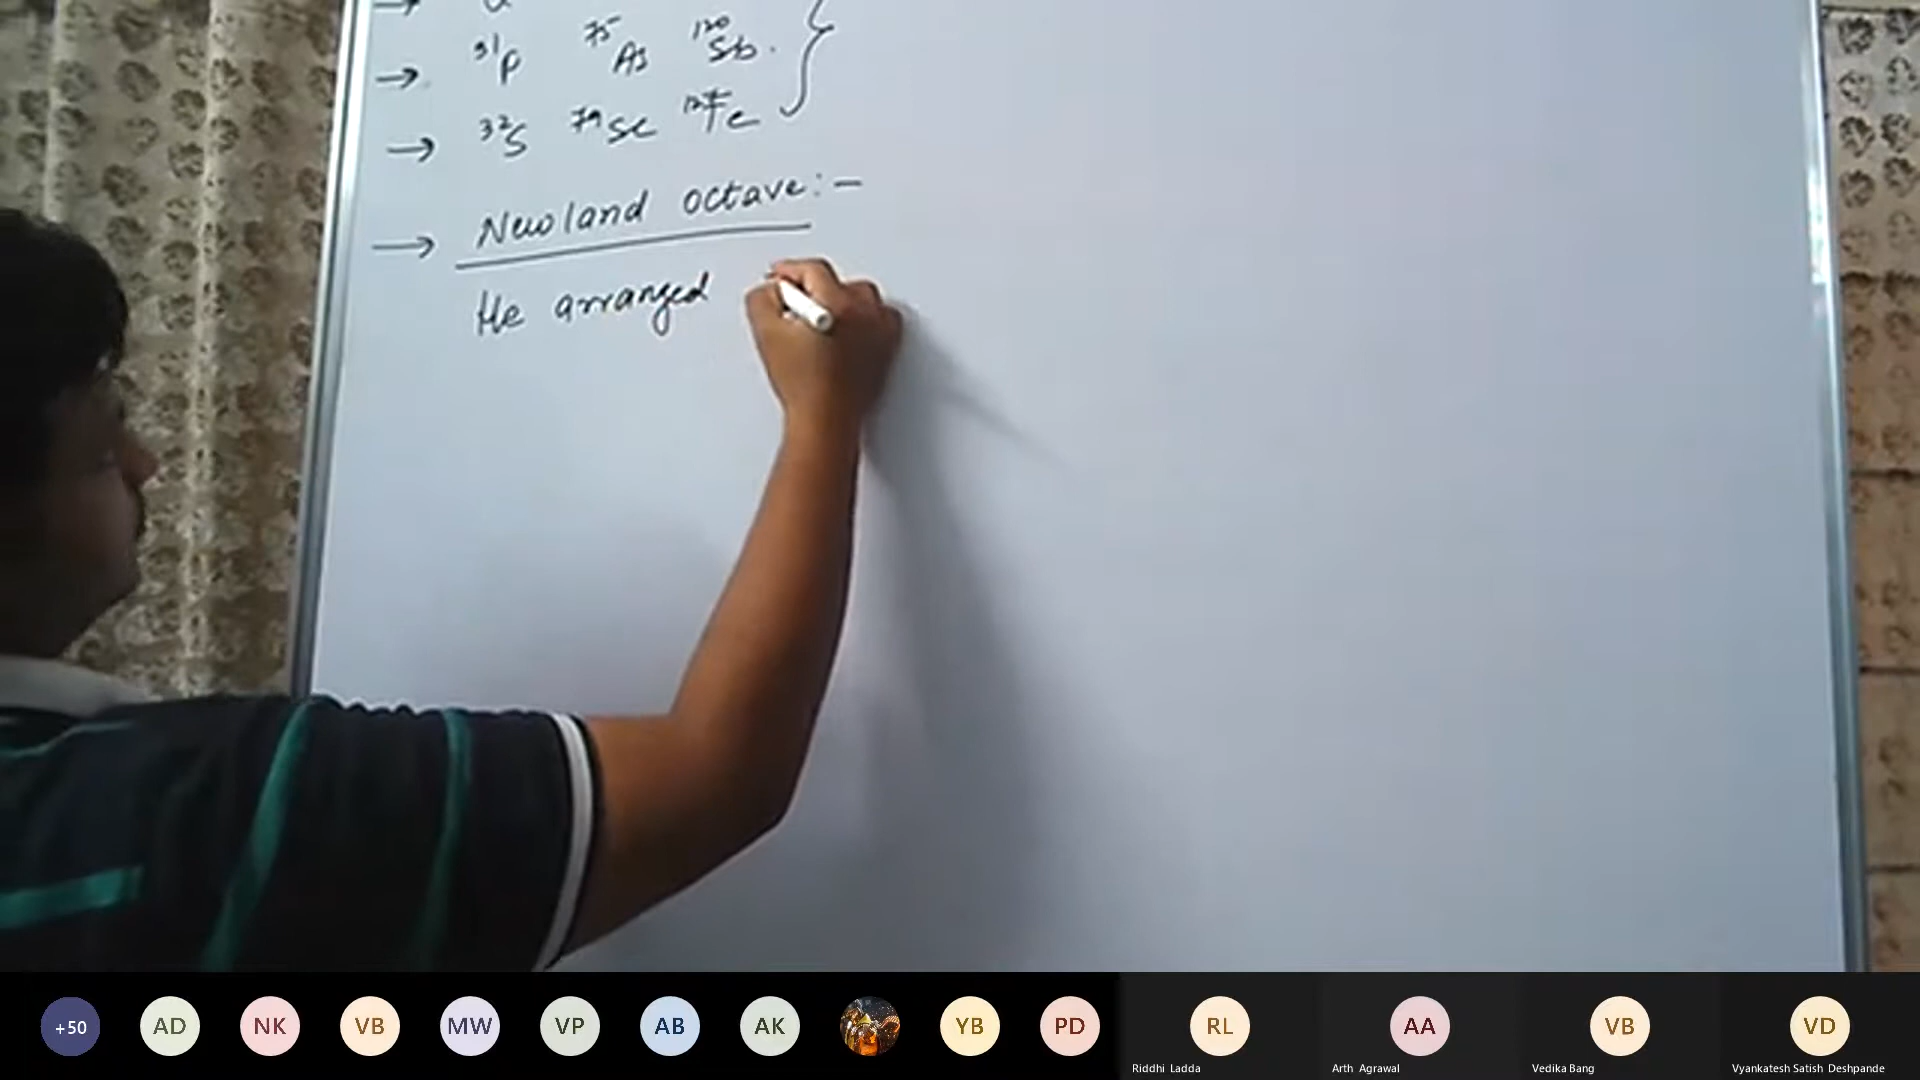 →
→ ³¹P ⁷⁵As ¹²⁰Sb.
→ ³²S ⁷⁹Se Te
→ Newland octave:-
He arranged
+50 AD NK VB MW VP AB AK YB PD RL AA VB VD
Riddhi Ladda Arth Agrawal Vedika Bang Vyankatesh Satish Deshpande